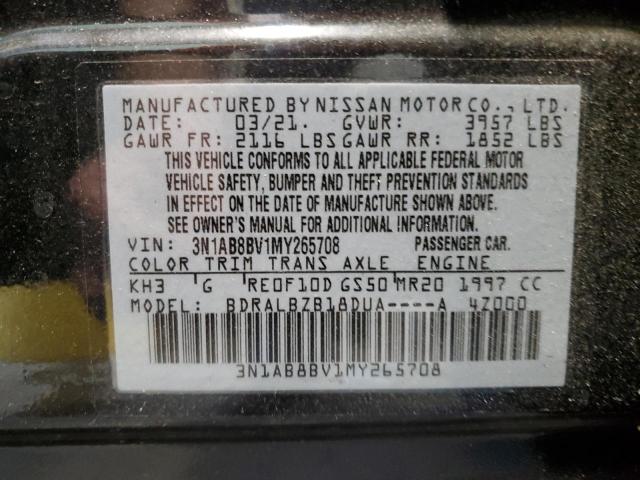 MANUFACTURED BY NISSAN MOTOR CO., LTD.
DATE: 03/21. GVWR: 3957 LBS
GAWR FR: 2116 LBS GAWR RR: 1852 LBS
THIS VEHICLE CONFORMS TO ALL APPLICABLE FEDERAL MOTOR
VEHICLE SAFETY, BUMPER AND THEFT PREVENTION STANDARDS
IN EFFECT ON THE DATE OF MANUFACTURE SHOWN ABOVE.
SEE OWNER'S MANUAL FOR ADDITIONAL INFORMATION.
VIN: 3N1AB8BV1MY265708 PASSENGER CAR.
COLOR TRIM TRANS AXLE ENGINE
KH3 G RE0F10D GS50 MR20 1997 CC
MODEL: BDRALBZB18DUA----A 4Z000
3N1AB8BV1MY265708